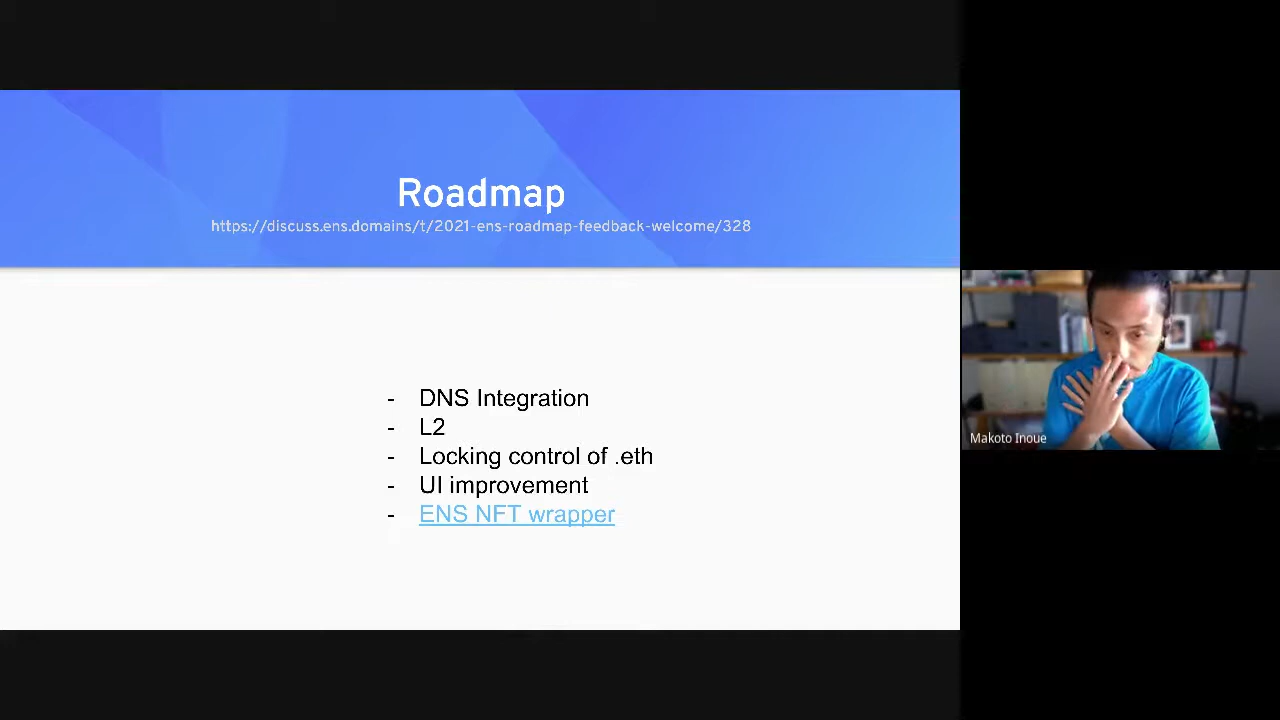 Roadmap
https://discuss.ens.domains/t/2021-ens-roadmap-feedback-welcome/328
- DNS Integration
- L2
- Locking control of .eth
- UI improvement
- ENS NFT wrapper
Makoto Inoue